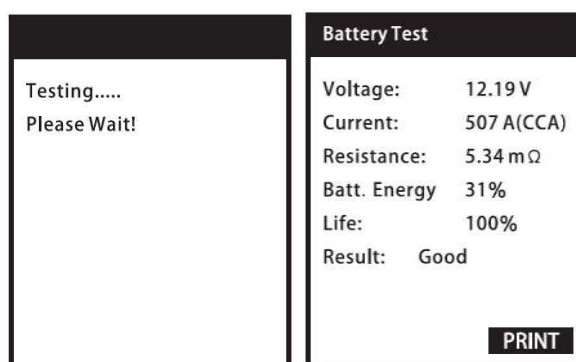 Testing.....
Please Wait!
Battery Test
Voltage: 12.19 V
Current: 507 A(CCA)
Resistance: 5.34 mΩ
Batt. Energy 31%
Life: 100%
Result: Good
PRINT